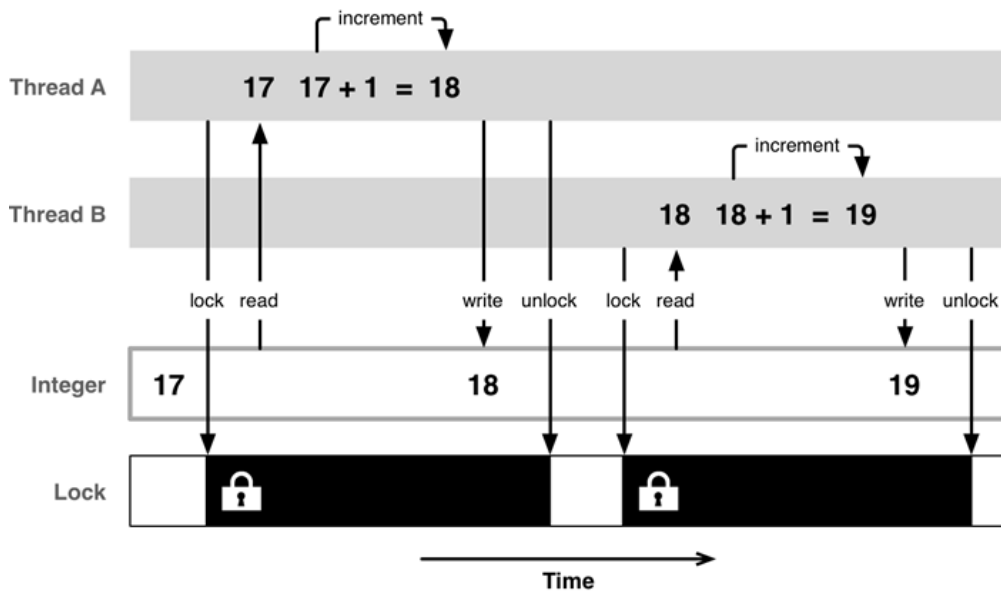 increment
Thread A
17 17 + 1 = 18
increment
Thread B
18 18 + 1 = 19
lock read write unlock lock read write unlock
Integer
17 18 19
Lock
Time